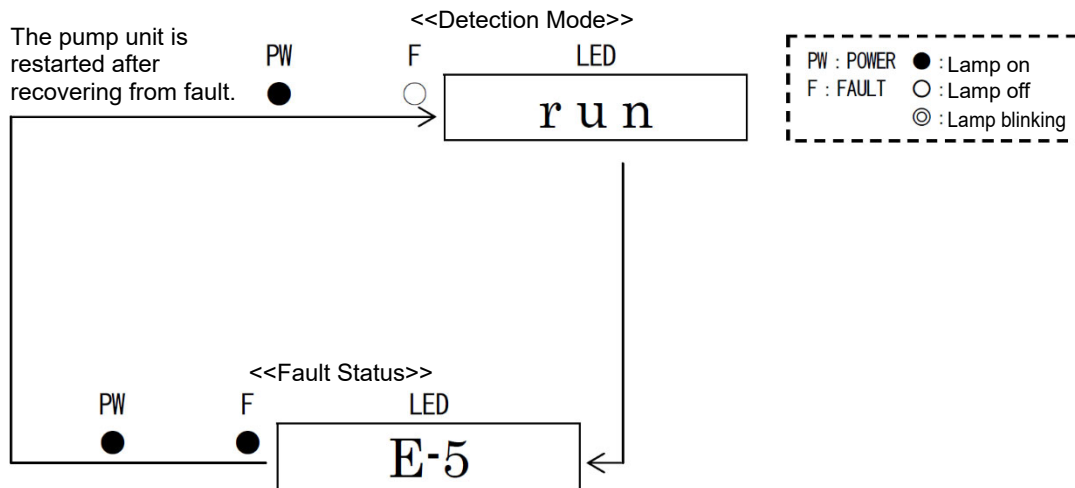 <<Detection Mode>>
The pump unit is
restarted after
recovering from fault.
PW F LED
run
PW : POWER ● : Lamp on
F : FAULT ○ : Lamp off
◎ : Lamp blinking
<<Fault Status>>
PW F LED
E-5